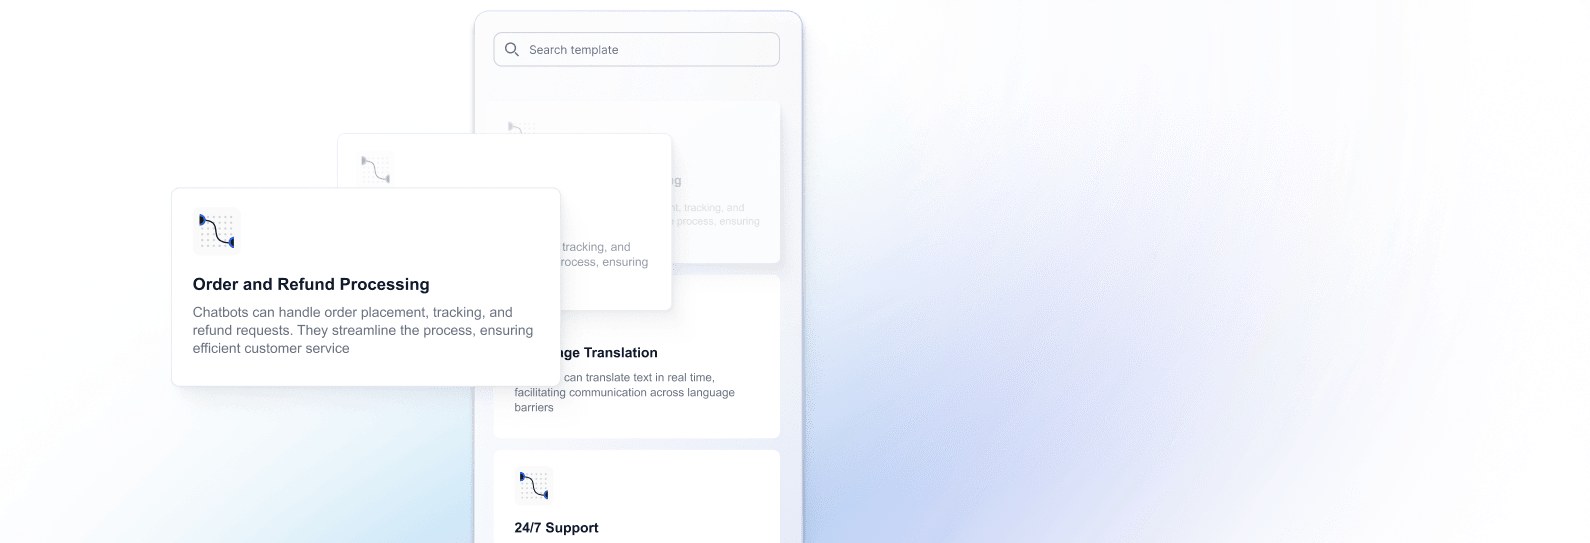 Search template
ng
nt, tracking, and
e process, ensuring
tracking, and
rocess, ensuring
Order and Refund Processing
Chatbots can handle order placement, tracking, and
refund requests. They streamline the process, ensuring
efficient customer service
ge Translation
can translate text in real time,
facilitating communication across language
barriers
24/7 Support